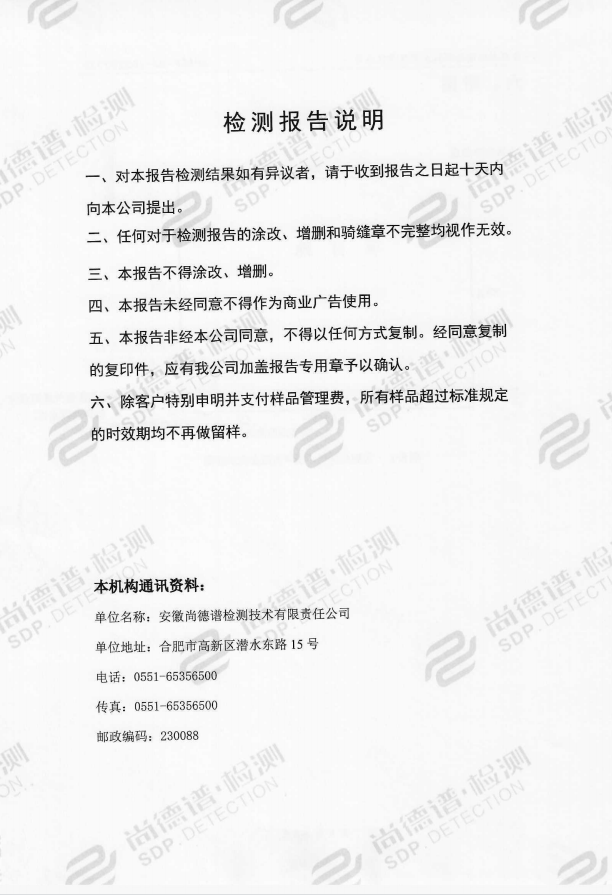 检测报告说明
一、对本报告检测结果如有异议者，请于收到报告之日起十天内
向本公司提出。
二、任何对于检测报告的涂改、增删和骑缝章不完整均视作无效。
三、本报告不得涂改、增删。
四、本报告未经同意不得作为商业广告使用。
五、本报告非经本公司同意，不得以任何方式复制。经同意复制
的复印件，应有我公司加盖报告专用章予以确认。
六、除客户特别申明并支付样品管理费，所有样品超过标准规定
的时效期均不再做留样。
本机构通讯资料：
单位名称：安徽尚德谱检测技术有限责任公司
单位地址：合肥市高新区潜水东路 15 号
电话：0551-65356500
传真：0551-65356500
邮政编码：230088
尚德谱·检测
SDP. DETECTION